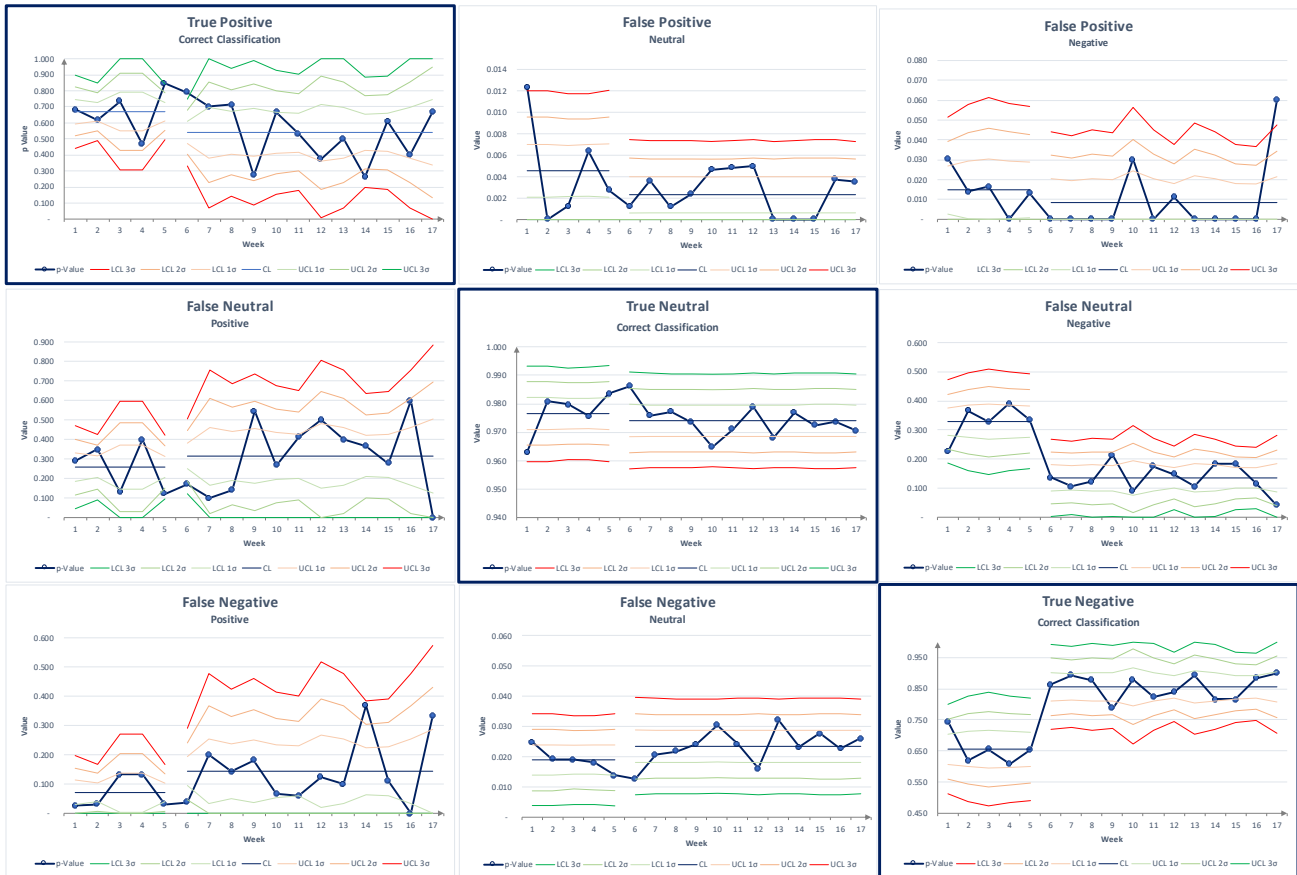 True Positive
Correct Classification
1.000
0.900
0.800
0.700
0.600
0.500
0.400
0.300
0.200
0.100
-
p Value
1 2 3 4 5 6 7 8 9 10 11 12 13 14 15 16 17
Week
p-Value LCL 3σ LCL 2σ LCL 1σ CL UCL 1σ UCL 2σ UCL 3σ
False Positive
Neutral
0.014
0.012
0.010
0.008
0.006
0.004
0.002
-
Value
1 2 3 4 5 6 7 8 9 10 11 12 13 14 15 16 17
Week
p-Value LCL 3σ LCL 2σ LCL 1σ CL UCL 1σ UCL 2σ UCL 3σ
False Positive
Negative
0.080
0.070
0.060
0.050
0.040
0.030
0.020
0.010
-
Value
1 2 3 4 5 6 7 8 9 10 11 12 13 14 15 16 17
Week
p-Value LCL 3σ LCL 2σ LCL 1σ CL UCL 1σ UCL 2σ UCL 3σ
False Neutral
Positive
0.900
0.800
0.700
0.600
0.500
0.400
0.300
0.200
0.100
-
Value
1 2 3 4 5 6 7 8 9 10 11 12 13 14 15 16 17
Week
p-Value LCL 3σ LCL 2σ LCL 1σ CL UCL 1σ UCL 2σ UCL 3σ
True Neutral
Correct Classification
1.000
0.990
0.980
0.970
0.960
0.950
0.940
Value
1 2 3 4 5 6 7 8 9 10 11 12 13 14 15 16 17
Week
p-Value LCL 3σ LCL 2σ LCL 1σ CL UCL 1σ UCL 2σ UCL 3σ
False Neutral
Negative
0.600
0.500
0.400
0.300
0.200
0.100
-
Value
1 2 3 4 5 6 7 8 9 10 11 12 13 14 15 16 17
Week
p-Value LCL 3σ LCL 2σ LCL 1σ CL UCL 1σ UCL 2σ UCL 3σ
False Negative
Positive
0.600
0.500
0.400
0.300
0.200
0.100
-
Value
1 2 3 4 5 6 7 8 9 10 11 12 13 14 15 16 17
Week
p-Value LCL 3σ LCL 2σ LCL 1σ CL UCL 1σ UCL 2σ UCL 3σ
False Negative
Neutral
0.060
0.050
0.040
0.030
0.020
0.010
-
Value
1 2 3 4 5 6 7 8 9 10 11 12 13 14 15 16 17
Week
p-Value LCL 3σ LCL 2σ LCL 1σ CL UCL 1σ UCL 2σ UCL 3σ
True Negative
Correct Classification
0.950
0.850
0.750
0.650
0.550
0.450
Value
1 2 3 4 5 6 7 8 9 10 11 12 13 14 15 16 17
Week
p-Value LCL 3σ LCL 2σ LCL 1σ CL UCL 1σ UCL 2σ UCL 3σ